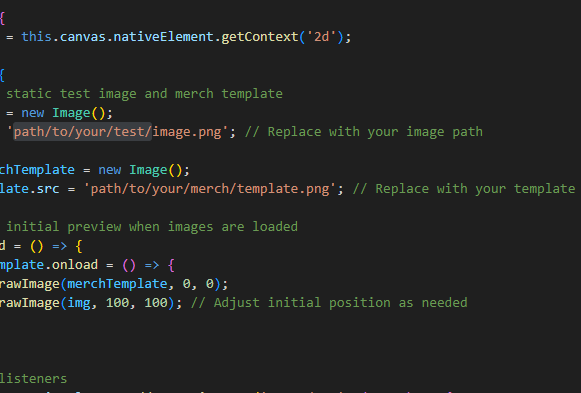 {
= this.canvas.nativeElement.getContext('2d');
{
static test image and merch template
= new Image();
'path/to/your/test/image.png'; // Replace with your image path
chTemplate = new Image();
late.src = 'path/to/your/merch/template.png'; // Replace with your template
initial preview when images are loaded
d = () => {
mplate.onload = () => {
rawImage(merchTemplate, 0, 0);
rawImage(img, 100, 100); // Adjust initial position as needed
listeners